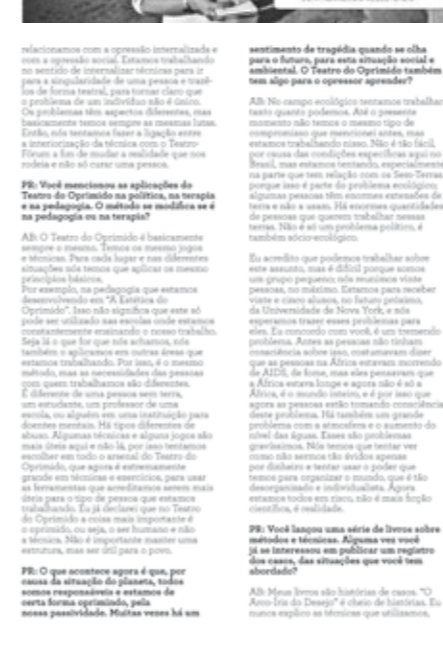 relacionamos com a opressão internalizada e
com a opressão social. Estamos trabalhando
no sentido de internalizar técnicas para ir
para a singularidade de uma pessoa e trazê-
los de forma teatral, para tornar claro que
o problema de um indivíduo não é único.
Os problemas têm aspectos diferentes, mas
basicamente temos sempre as mesmas lutas.
Então, nós tentamos fazer a ligação entre
a interiorização da técnica com o Teatro-
Fórum a fim de mudar a realidade que nos
rodeia e não só curar uma pessoa.
PR: Você mencionou as aplicações do
Teatro do Oprimido na política, na terapia
e na pedagogia. O método se modifica se é
na pedagogia ou na terapia?
AB: O Teatro do Oprimido é basicamente
sempre o mesmo. Temos os mesmo jogos
e técnicas. Para cada lugar e nas diferentes
situações nós temos que aplicar os mesmo
princípios básicos.
Por exemplo, na pedagogia que estamos
desenvolvendo em "A Estética do
Oprimido". Isso não significa que este só
pode ser utilizado nas escolas onde estamos
constantemente ensinando o nosso trabalho.
Seja lá o que for que nós achamos, nós
também o aplicamos em outras áreas que
estamos trabalhando. Por isso, é o mesmo
método, mas as necessidades das pessoas
com quem trabalhamos são diferentes.
É diferente de uma pessoa sem terra,
um estudante, um professor de uma
escola, ou alguém em uma instituição para
doentes mentais. Há tipos diferentes de
abuso. Algumas técnicas e alguns jogos são
mais úteis aqui e não lá, por isso tentamos
escolher em todo o arsenal do Teatro do
Oprimido, que agora é extremamente
grande em técnicas e exercícios, para usar
as ferramentas que acreditamos serem mais
úteis para o tipo de pessoa que estamos
trabalhando. Eu já declarei que no Teatro
do Oprimido a coisa mais importante é
o oprimido, ou seja, o ser humano e não
a técnica. Não é importante manter uma
estrutura, mas ser útil para o povo.
PR: O que acontece agora é que, por
causa da situação do planeta, todos
somos responsáveis e estamos de
certa forma oprimindo, pela
nossa passividade. Muitas vezes há um
sentimento de tragédia quando se olha
para o futuro, para esta situação social e
ambiental. O Teatro do Oprimido também
tem algo para o opressor aprender?
AB: No campo ecológico tentamos trabalhar
tanto quanto podemos. Até o presente
momento não temos o mesmo tipo de
compromisso que mencionei antes, mas
estamos trabalhando nisso. Não é tão fácil,
por causa das condições específicas aqui no
Brasil, mas estamos tentando, especialmente
na parte que tem relação com os Sem-Terras
porque isso é parte do problema ecológico;
algumas pessoas têm enormes extensões de
terra e não a usam. Há enormes quantidades
de pessoas que querem trabalhar nessas
terras. Não é só um problema político, é
também sócio-ecológico.
Eu acredito que podemos trabalhar sobre
este assunto, mas é difícil porque somos
um grupo pequeno; nós reunimos vinte
pessoas, no máximo. Estamos para receber
vinte e cinco alunos, no futuro próximo,
da Universidade de Nova York, e nós
esperamos trazer esses problemas para
eles. Eu concordo com você, é um tremendo
problema. Antes as pessoas não tinham
consciência sobre isso, costumavam dizer
que as pessoas na África estavam morrendo
de AIDS, de fome, mas eles pensavam que
a África estava longe e agora não é só a
África, é o mundo inteiro, e é por isso que
agora as pessoas estão tomando consciência
deste problema. Há também um grande
problema com a atmosfera e o aumento do
nível das águas. Esses são problemas
gravíssimos. Nós temos que tentar ver
como não sermos tão ávidos apenas
por dinheiro e tentar usar o poder que
temos para organizar o mundo, que é tão
desorganizado e individualista. Agora
estamos todos em risco, não é mais ficção
científica, é realidade.
PR: Você lançou uma série de livros sobre
métodos e técnicas. Alguma vez você
já se interessou em publicar um registro
dos casos, das situações que você tem
abordado?
AB: Meus livros são histórias de casos. "O
Arco-Íris do Desejo" é cheio de histórias. Eu
nunca explico as técnicas que utilizamos,